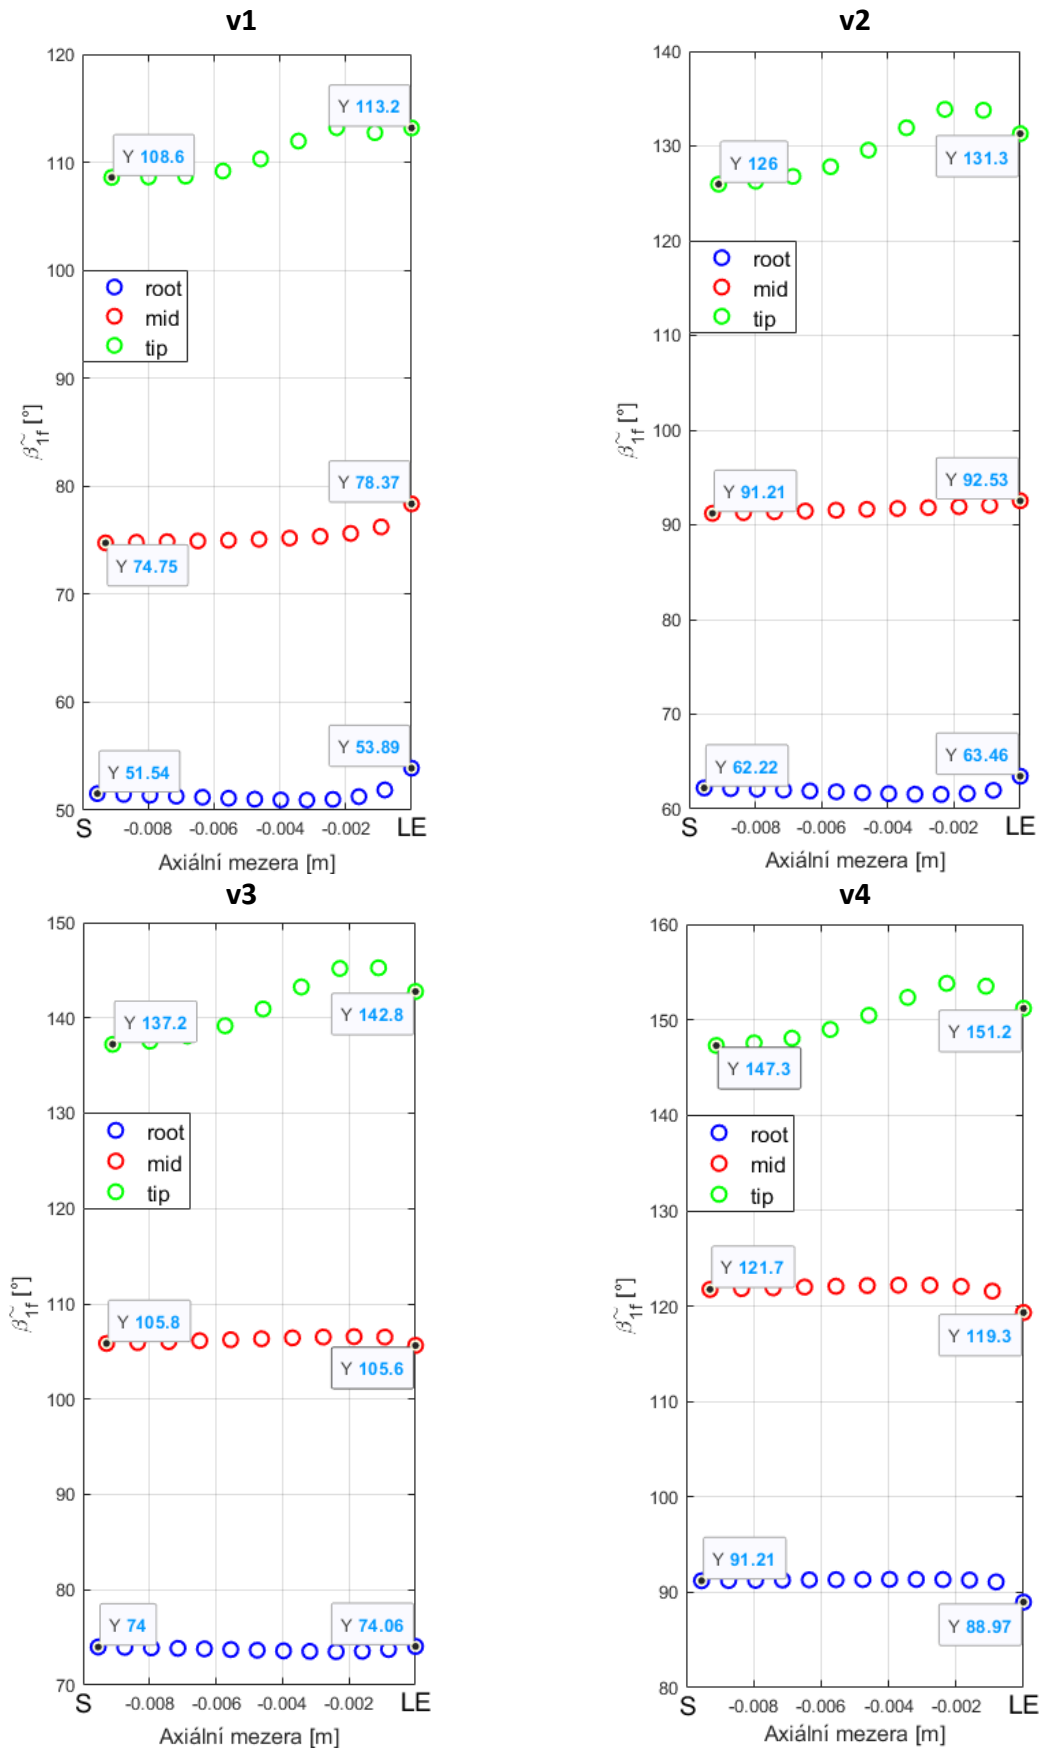 v1
120
110
100
90
80
70
60
50
β̃1f [°]
Y 108.6
Y 113.2
root
mid
tip
Y 74.75
Y 78.37
Y 51.54
Y 53.89
S -0.008 -0.006 -0.004 -0.002 LE
Axiální mezera [m]
v2
140
130
120
110
100
90
80
70
60
β̃1f [°]
Y 126
Y 131.3
root
mid
tip
Y 91.21
Y 92.53
Y 62.22
Y 63.46
S -0.008 -0.006 -0.004 -0.002 LE
Axiální mezera [m]
v3
150
140
130
120
110
100
90
80
70
β̃1f [°]
Y 137.2
Y 142.8
root
mid
tip
Y 105.8
Y 105.6
Y 74
Y 74.06
S -0.008 -0.006 -0.004 -0.002 LE
Axiální mezera [m]
v4
160
150
140
130
120
110
100
90
80
β̃1f [°]
Y 147.3
Y 151.2
root
mid
tip
Y 121.7
Y 119.3
Y 91.21
Y 88.97
S -0.008 -0.006 -0.004 -0.002 LE
Axiální mezera [m]